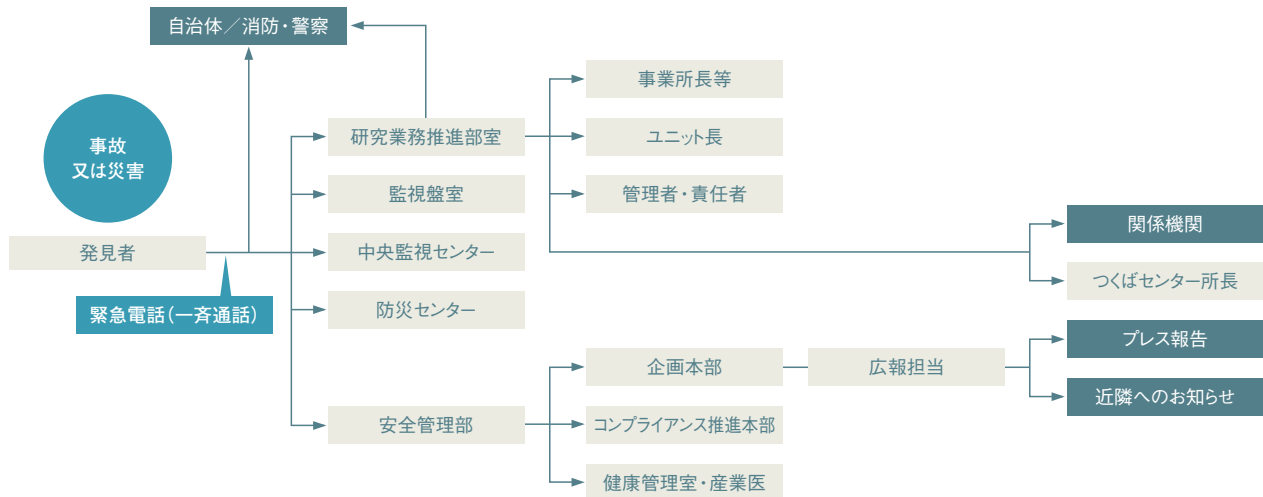 自治体／消防・警察
事故
又は災害
発見者
緊急電話（一斉通話）
研究業務推進部室
監視盤室
中央監視センター
防災センター
安全管理部
事業所長等
ユニット長
管理者・責任者
関係機関
つくばセンター所長
企画本部
広報担当
プレス報告
近隣へのお知らせ
コンプライアンス推進本部
健康管理室・産業医